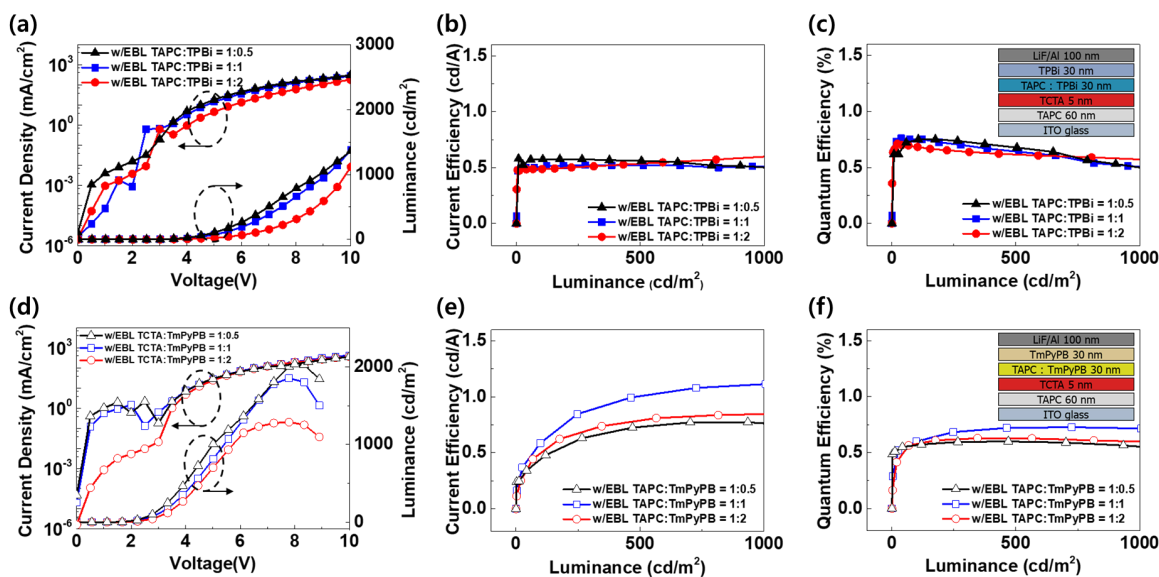 (a)
Current Density (mA/cm²)
10³
10⁰
10⁻³
10⁻⁶
w/EBL TAPC:TPBi = 1:0.5
w/EBL TAPC:TPBi = 1:1
w/EBL TAPC:TPBi = 1:2
3000
2000
1000
0
Luminance (cd/m²)
0 2 4 6 8 10
Voltage(V)
(b)
Current Efficiency (cd/A)
1.5
1.0
0.5
0.0
w/EBL TAPC:TPBi = 1:0.5
w/EBL TAPC:TPBi = 1:1
w/EBL TAPC:TPBi = 1:2
0 500 1000
Luminance (cd/m²)
(c)
Quantum Efficiency (%)
1.5
1.0
0.5
0.0
LiF/Al 100 nm
TPBi 30 nm
TAPC : TPBi 30 nm
TCTA 5 nm
TAPC 60 nm
ITO glass
w/EBL TAPC:TPBi = 1:0.5
w/EBL TAPC:TPBi = 1:1
w/EBL TAPC:TPBi = 1:2
0 500 1000
Luminance (cd/m²)
(d)
Current Density (mA/cm²)
10³
10⁰
10⁻³
10⁻⁶
w/EBL TCTA:TmPyPB = 1:0.5
w/EBL TCTA:TmPyPB = 1:1
w/EBL TCTA:TmPyPB = 1:2
2000
1000
0
Luminance (cd/m²)
0 2 4 6 8 10
Voltage(V)
(e)
Current Efficiency (cd/A)
1.5
1.0
0.5
0.0
w/EBL TAPC:TmPyPB = 1:0.5
w/EBL TAPC:TmPyPB = 1:1
w/EBL TAPC:TmPyPB = 1:2
0 500 1000
Luminance (cd/m²)
(f)
Quantum Efficiency (%)
1.5
1.0
0.5
0.0
LiF/Al 100 nm
TmPyPB 30 nm
TAPC : TmPyPB 30 nm
TCTA 5 nm
TAPC 60 nm
ITO glass
w/EBL TAPC:TmPyPB = 1:0.5
w/EBL TAPC:TmPyPB = 1:1
w/EBL TAPC:TmPyPB = 1:2
0 500 1000
Luminance (cd/m²)